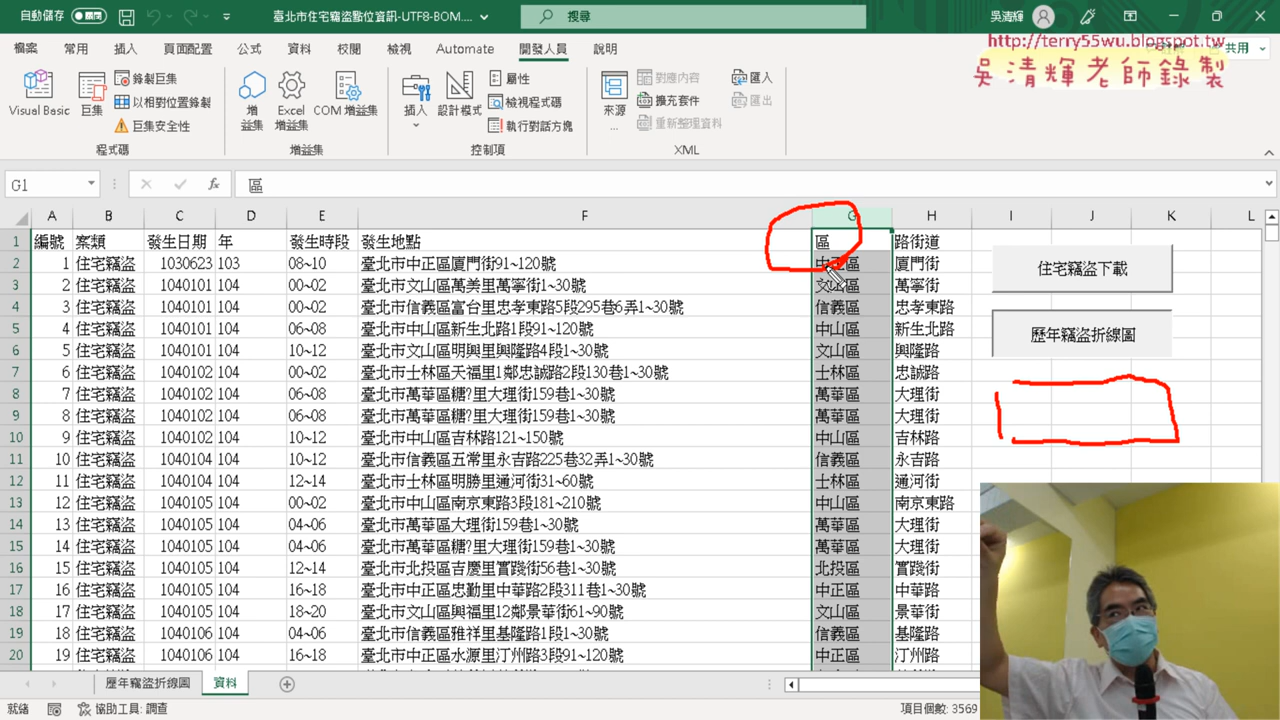 自動儲存 關閉 臺北市住宅竊盜點位資訊-UTF8-BOM.... 搜尋 吳清輝
檔案 常用 插入 頁面配置 公式 資料 校閱 檢視 Automate 開發人員 說明 共用
http://terry55wu.blogspot.tw
吳清輝老師錄製
Visual Basic 巨集 錄製巨集 以相對位置錄製 巨集安全性 增益集 Excel 增益集 COM 增益集 插入 設計模式 屬性 檢視程式碼 執行對話方塊 來源... 對應內容 擴充套件 重新整理資料 匯入 匯出
程式碼 增益集 控制項 XML
G1 fx 區
A B C D E F G H I J K L
1 編號 案類 發生日期 年 發生時段 發生地點 區 路街道
2 1 住宅竊盜 1030623 103 08~10 臺北市中正區廈門街91~120號 中正區 廈門街
3 2 住宅竊盜 1040101 104 00~02 臺北市文山區萬美里萬寧街1~30號 文山區 萬寧街
4 3 住宅竊盜 1040101 104 00~02 臺北市信義區富台里忠孝東路5段295巷6弄1~30號 信義區 忠孝東路
5 4 住宅竊盜 1040101 104 06~08 臺北市中山區新生北路1段91~120號 中山區 新生北路
6 5 住宅竊盜 1040101 104 10~12 臺北市文山區明興里興隆路4段1~30號 文山區 興隆路
7 6 住宅竊盜 1040102 104 00~02 臺北市士林區天福里1鄰忠誠路2段130巷1~30號 士林區 忠誠路
8 7 住宅竊盜 1040102 104 06~08 臺北市萬華區糖?里大理街159巷1~30號 萬華區 大理街
9 8 住宅竊盜 1040102 104 06~08 臺北市萬華區糖?里大理街159巷1~30號 萬華區 大理街
10 9 住宅竊盜 1040102 104 10~12 臺北市中山區吉林路121~150號 中山區 吉林路
11 10 住宅竊盜 1040104 104 10~12 臺北市信義區五常里永吉路225巷32弄1~30號 信義區 永吉路
12 11 住宅竊盜 1040104 104 12~14 臺北市士林區明勝里通河街31~60號 士林區 通河街
13 12 住宅竊盜 1040105 104 00~02 臺北市中山區南京東路3段181~210號 中山區 南京東路
14 13 住宅竊盜 1040105 104 04~06 臺北市萬華區大理街159巷1~30號 萬華區 大理街
15 14 住宅竊盜 1040105 104 04~06 臺北市萬華區糖?里大理街159巷1~30號 萬華區 大理街
16 15 住宅竊盜 1040105 104 12~14 臺北市北投區吉慶里實踐街56巷1~30號 北投區 實踐街
17 16 住宅竊盜 1040105 104 16~18 臺北市中正區忠勤里中華路2段311巷1~30號 中正區 中華路
18 17 住宅竊盜 1040105 104 18~20 臺北市文山區興福里12鄰景華街61~90號 文山區 景華街
19 18 住宅竊盜 1040106 104 04~06 臺北市信義區雅祥里基隆路1段1~30號 信義區 基隆路
20 19 住宅竊盜 1040106 104 16~18 臺北市中正區水源里汀州路3段91~120號 中正區 汀州路
住宅竊盜下載
歷年竊盜折線圖
歷年竊盜折線圖 資料
就緒 協助工具: 調查 項目個數: 3569